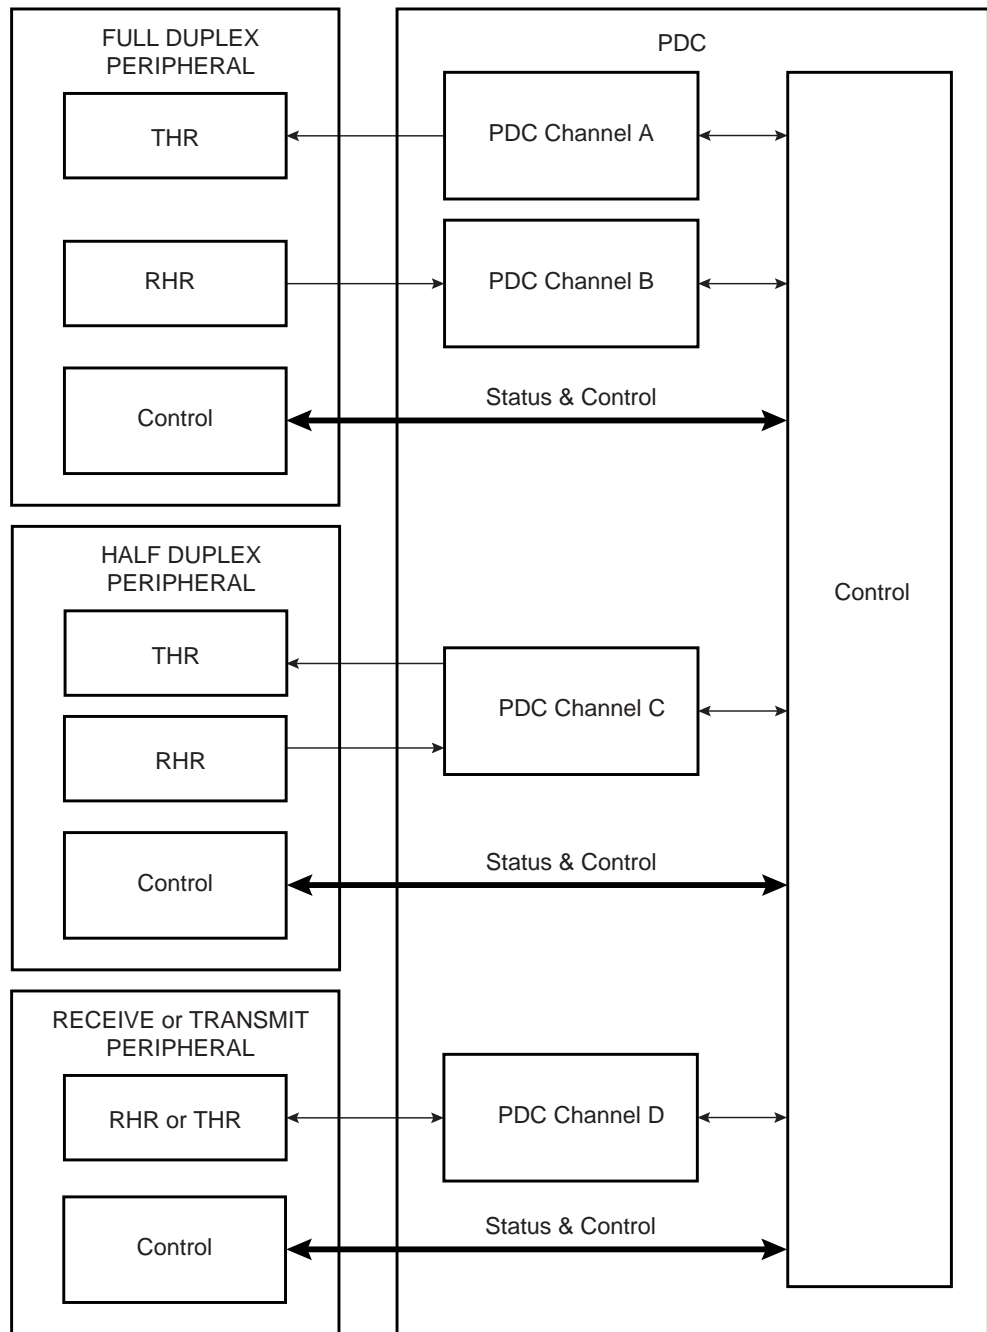 FULL DUPLEX
PERIPHERAL
THR
RHR
Control
PDC
PDC Channel A
PDC Channel B
Status & Control
HALF DUPLEX
PERIPHERAL
THR
RHR
Control
PDC Channel C
Status & Control
Control
RECEIVE or TRANSMIT
PERIPHERAL
RHR or THR
Control
PDC Channel D
Status & Control